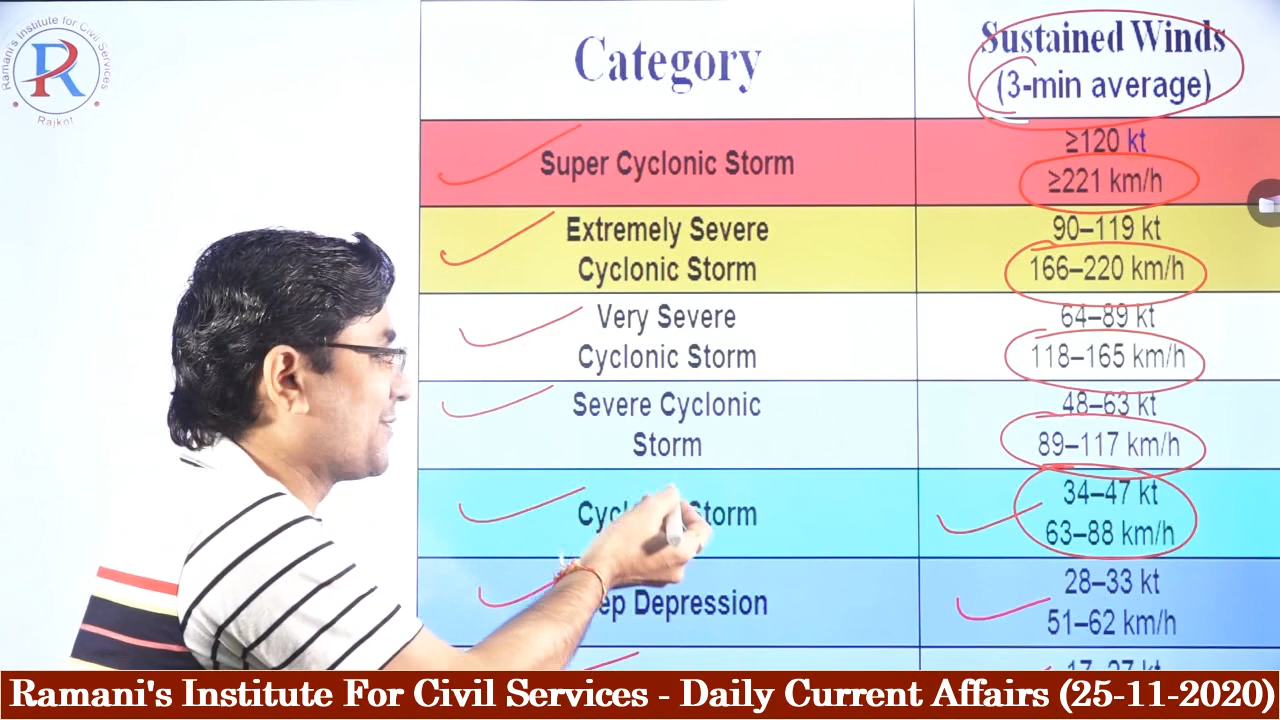 Ramani's Institute for Civil Services
R
Rajkot
Category
Sustained Winds
(3-min average)
Super Cyclonic Storm
≥120 kt
≥221 km/h
Extremely Severe
Cyclonic Storm
90–119 kt
166–220 km/h
Very Severe
Cyclonic Storm
64–89 kt
118–165 km/h
Severe Cyclonic
Storm
48–63 kt
89–117 km/h
Storm
34–47 kt
63–88 km/h
Depression
28–33 kt
51–62 km/h
Ramani's Institute For Civil Services - Daily Current Affairs (25-11-2020)